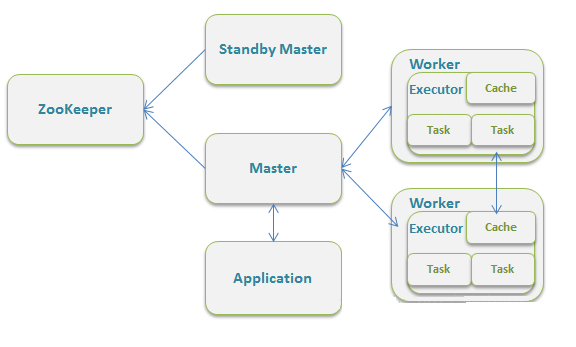 Standby Master
ZooKeeper
Master
Application
Worker
Executor
Cache
Task
Task
Worker
Executor
Cache
Task
Task